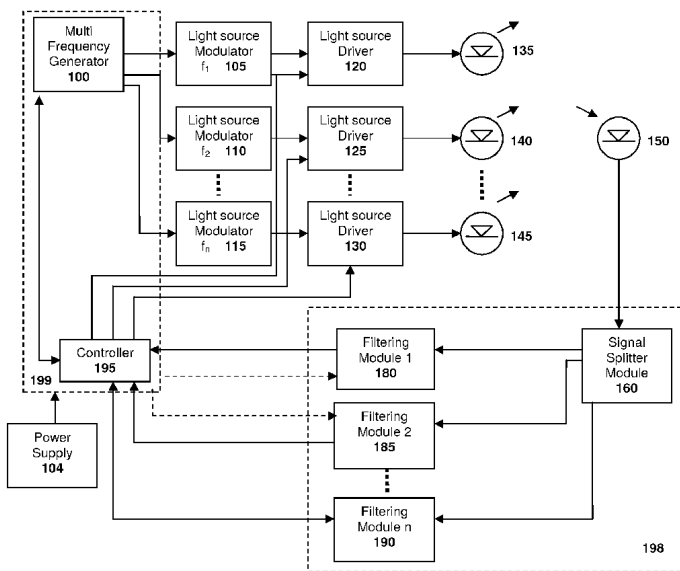 Multi
Frequency
Generator
100
Light source
Modulator
f1 105
Light source
Driver
120
135
Light source
Modulator
f2 110
Light source
Driver
125
140
150
Light source
Modulator
fn 115
Light source
Driver
130
145
Controller
195
199
Filtering
Module 1
180
Signal
Splitter
Module
160
Power
Supply
104
Filtering
Module 2
185
Filtering
Module n
190
198